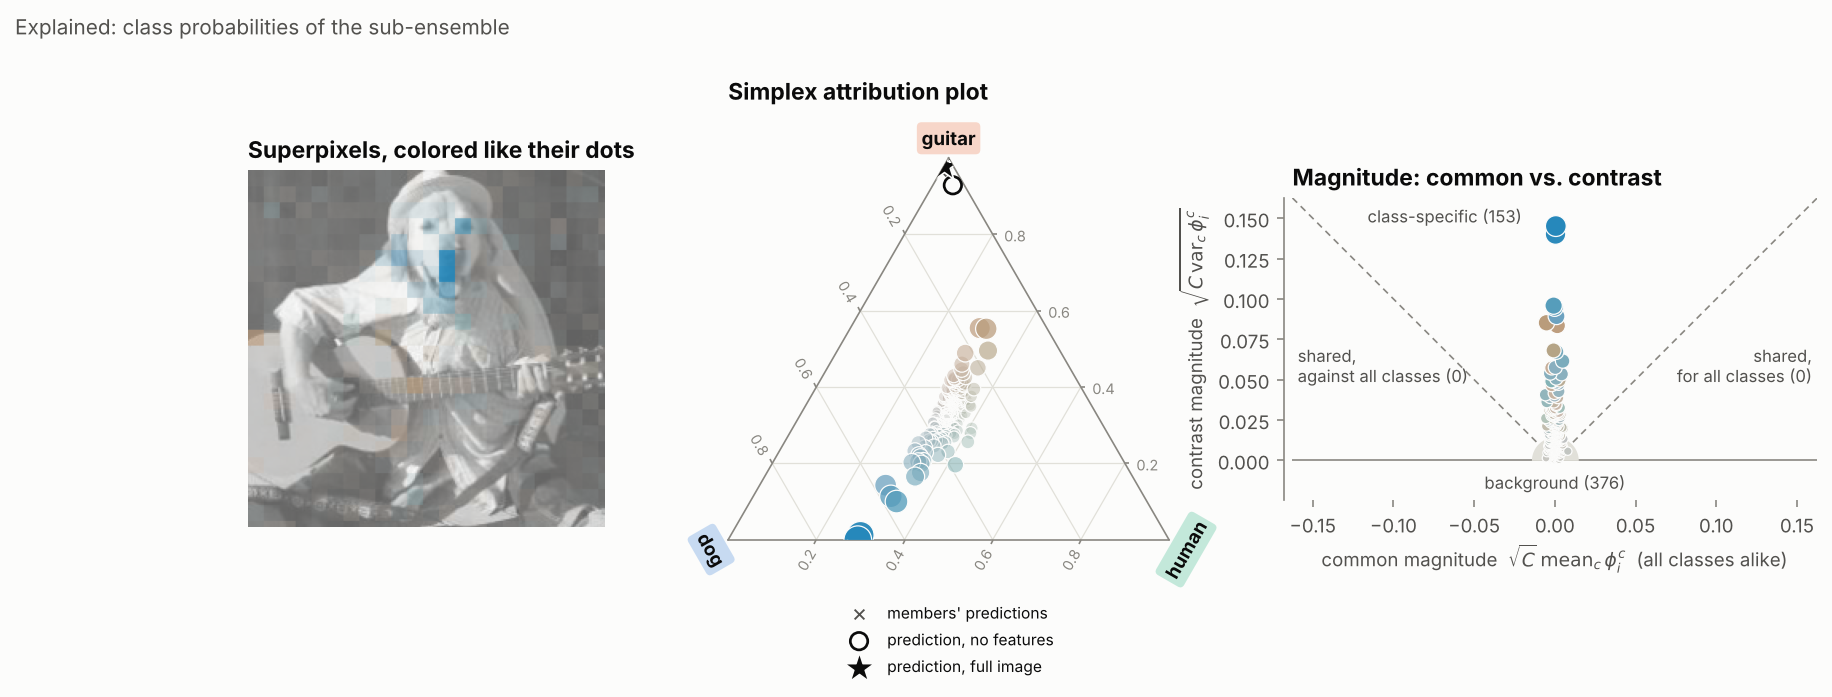 Explained: class probabilities of the sub-ensemble
Superpixels, colored like their dots
Simplex attribution plot
guitar
0.2
0.4
0.6
0.8
0.8
0.6
0.4
0.2
dog
0.2
0.4
0.6
0.8
human
× members' predictions
prediction, no features
★ prediction, full image
Magnitude: common vs. contrast
contrast magnitude √C var_c ϕ_i^c
0.150
0.125
0.100
0.075
0.050
0.025
0.000
class-specific (153)
shared,
against all classes (0)
shared,
for all classes (0)
background (376)
−0.15 −0.10 −0.05 0.00 0.05 0.10 0.15
common magnitude √C mean_c ϕ_i^c (all classes alike)